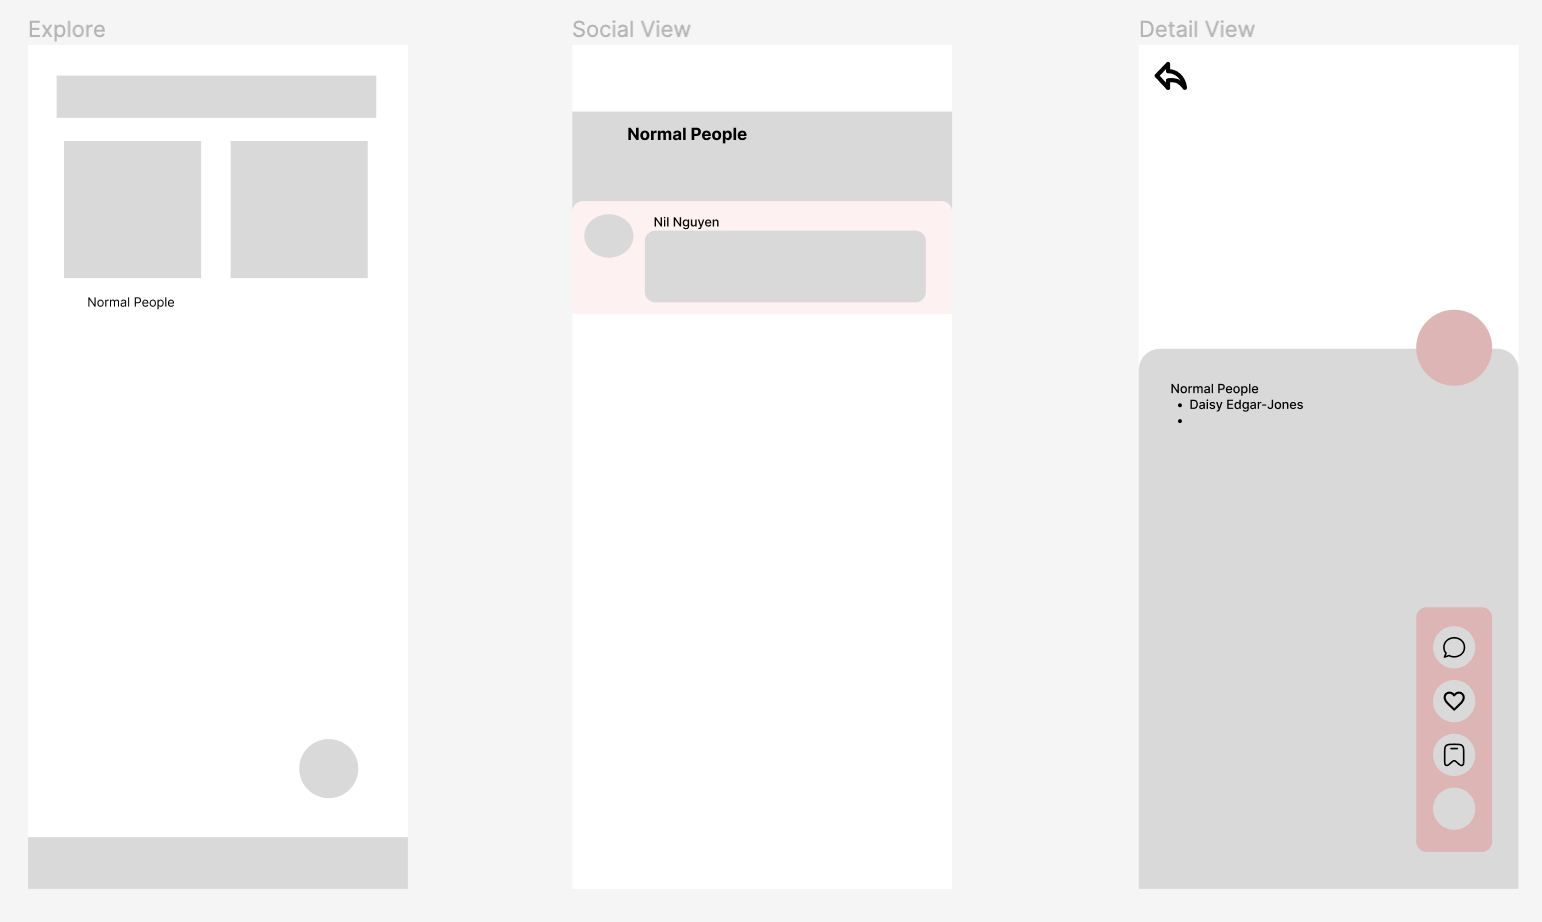 Explore
Normal People
Social View
Normal People
Nil Nguyen
Detail View
Normal People
• Daisy Edgar-Jones
•